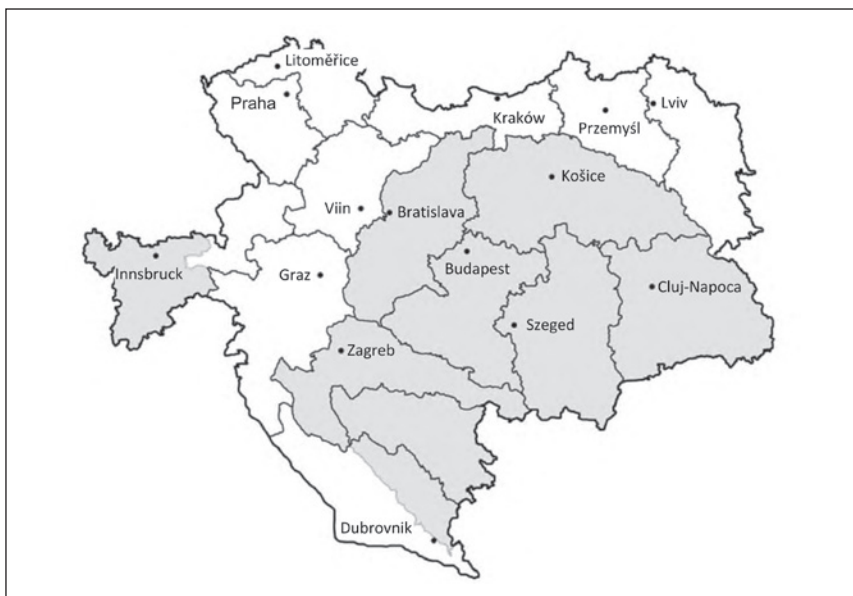 Litoměřice
Praha
Kraków
Lviv
Przemyśl
Košice
Viin
Bratislava
Innsbruck
Graz
Budapest
Cluj-Napoca
Szeged
Zagreb
Dubrovnik